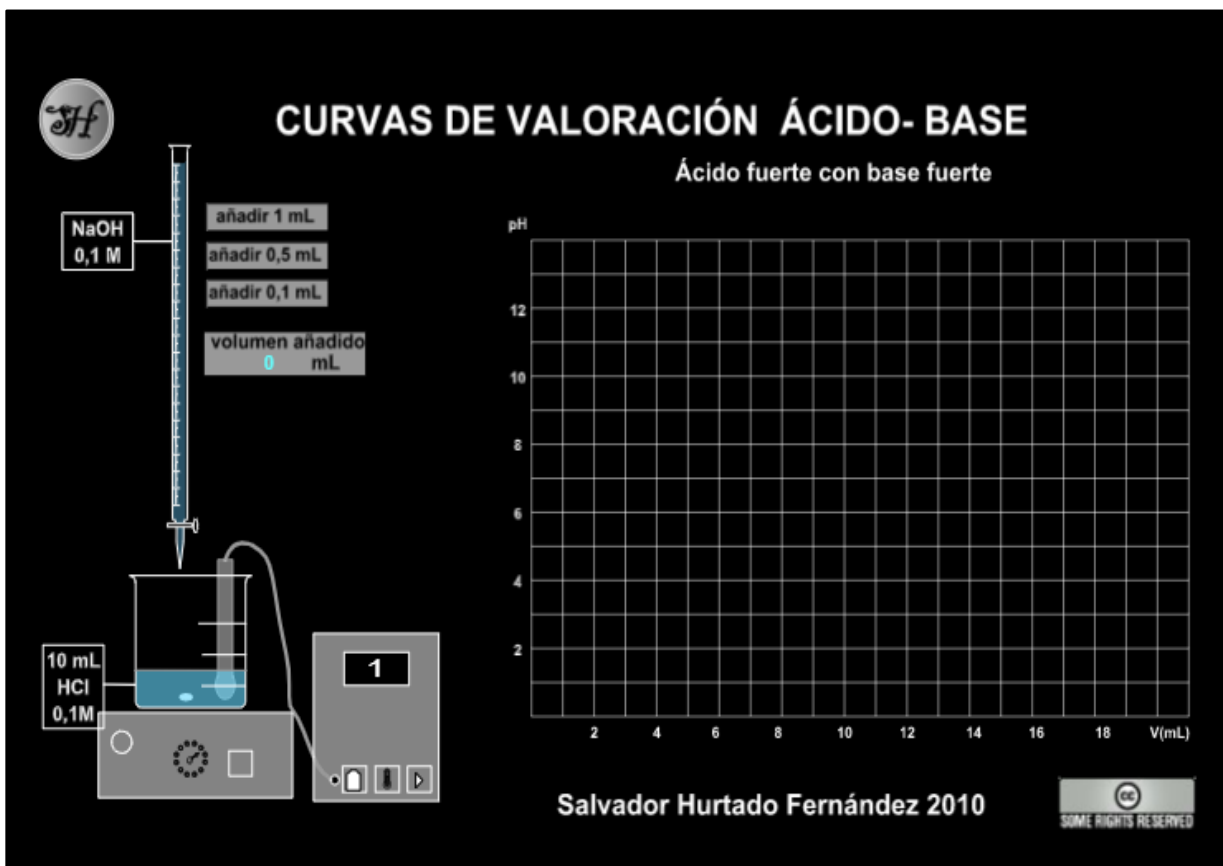 SH
CURVAS DE VALORACIÓN ÁCIDO- BASE
Ácido fuerte con base fuerte
NaOH
0,1 M
añadir 1 mL
añadir 0,5 mL
añadir 0,1 mL
volumen añadido
0 mL
pH
12
10
8
6
4
2
2 4 6 8 10 12 14 16 18 V(mL)
10 mL
HCl
0,1M
1
Salvador Hurtado Fernández 2010
cc
SOME RIGHTS RESERVED